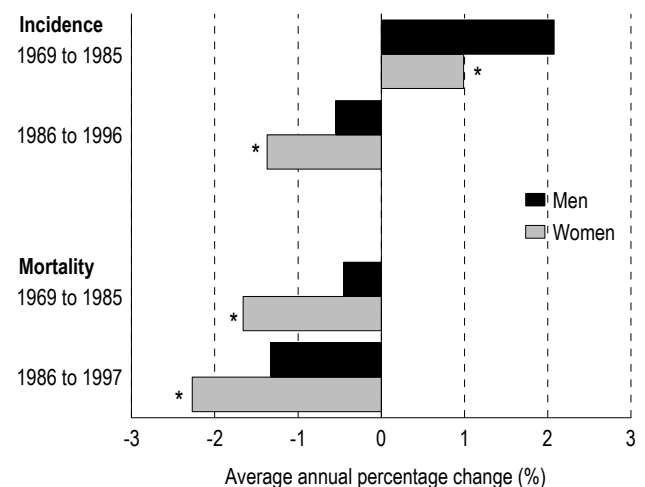 Incidence
1969 to 1985
*
1986 to 1996
*
Men
Women
Mortality
1969 to 1985
*
1986 to 1997
*
-3 -2 -1 0 1 2 3
Average annual percentage change (%)